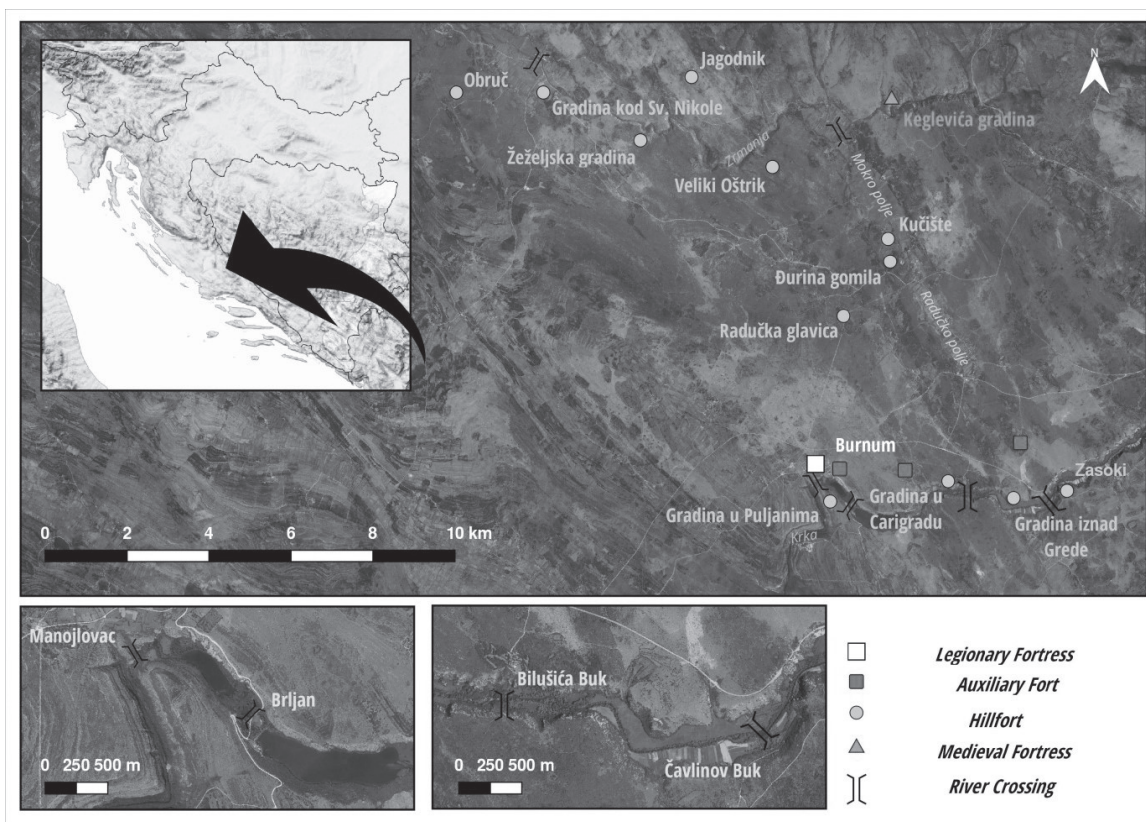 N
Obruč
Gradina kod Sv. Nikole
Jagodnik
Keglevića gradina
Žeželjska gradina
Zrmanja
Veliki Oštrik
Mokro polje
Kučište
Đurina gomila
Radučka glavica
Radučko polje
Burnum
Zasoki
Gradina u Puljanima
Gradina u
Carigradu
Gradina iznad
Grede
Krka
0 2 4 6 8 10 km
Manojlovac
Brljan
0 250 500 m
Bilušića Buk
Čavlinov Buk
0 250 500 m
Legionary Fortress
Auxiliary Fort
Hillfort
Medieval Fortress
River Crossing